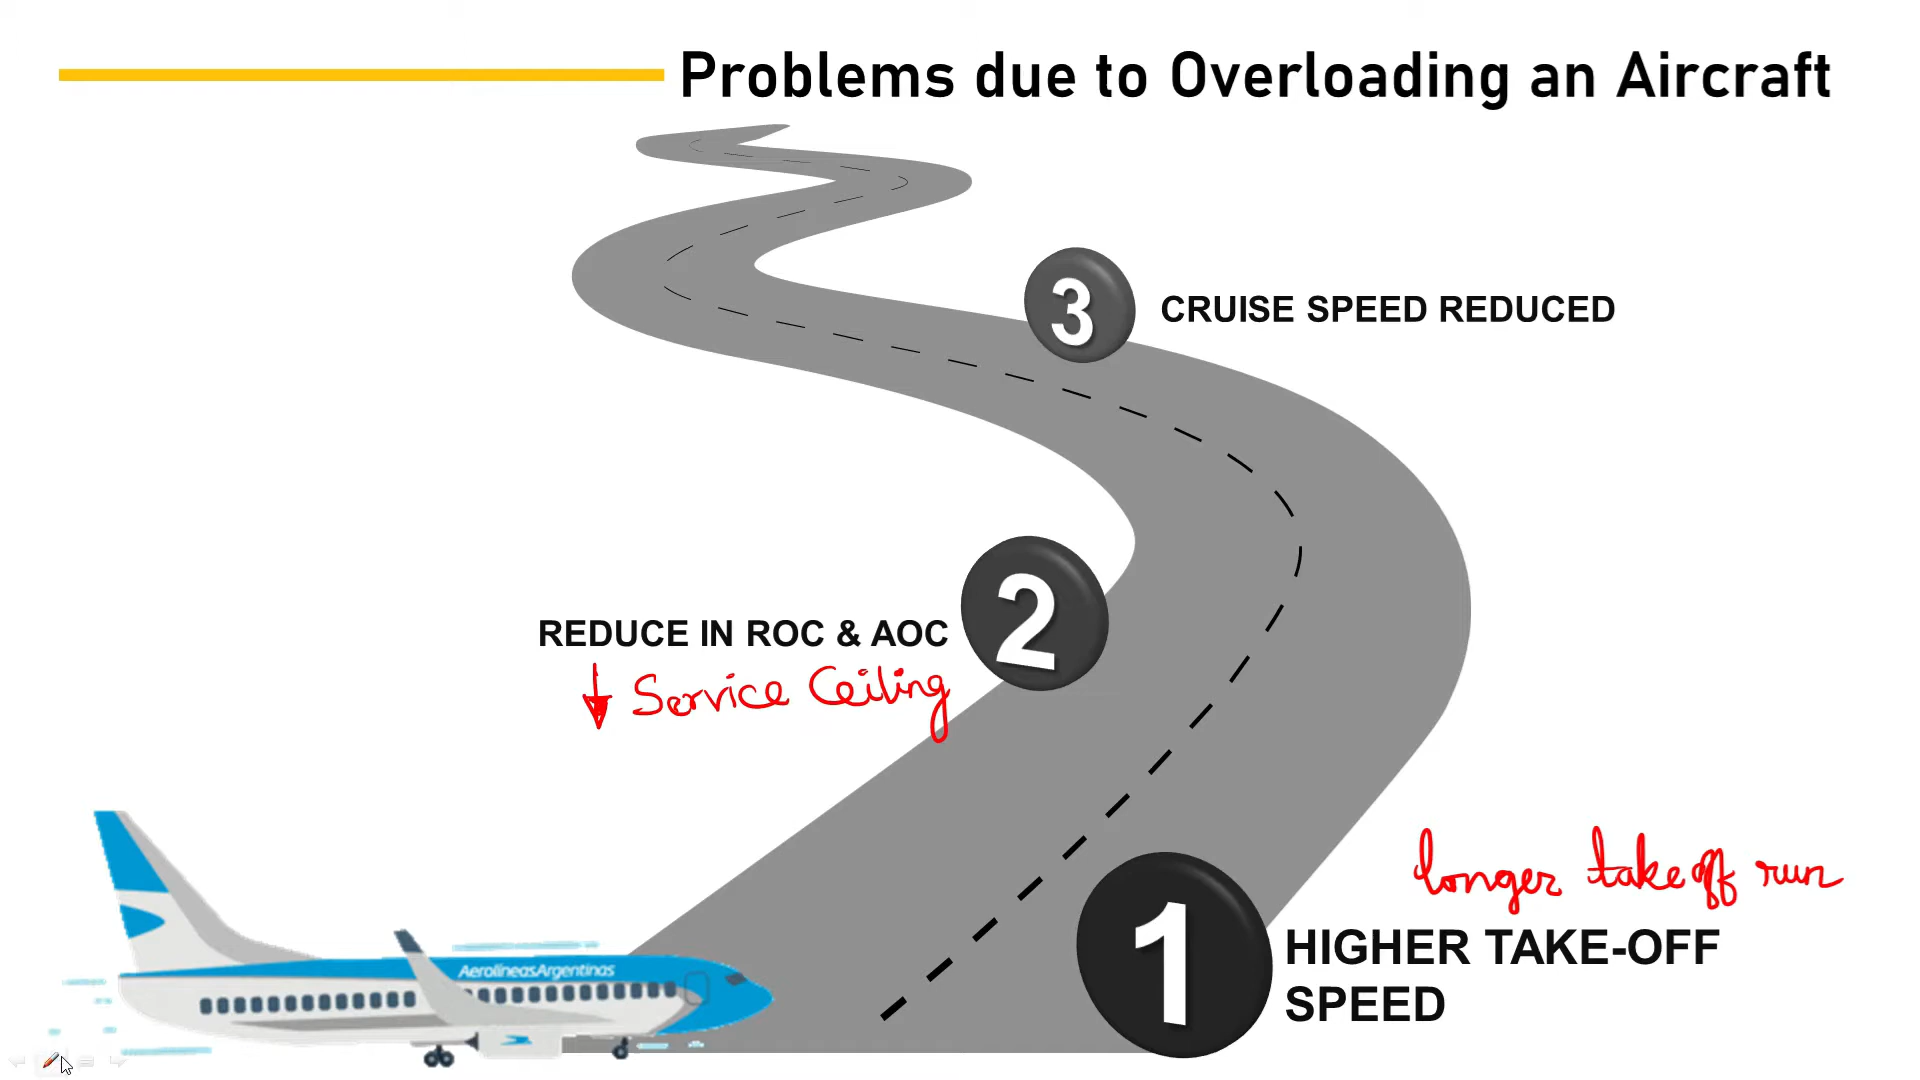 Problems due to Overloading an Aircraft
3
CRUISE SPEED REDUCED
2
REDUCE IN ROC & AOC
↓ Service Ceiling
longer takeoff run
1
HIGHER TAKE-OFF
SPEED
AerolineasArgentinas